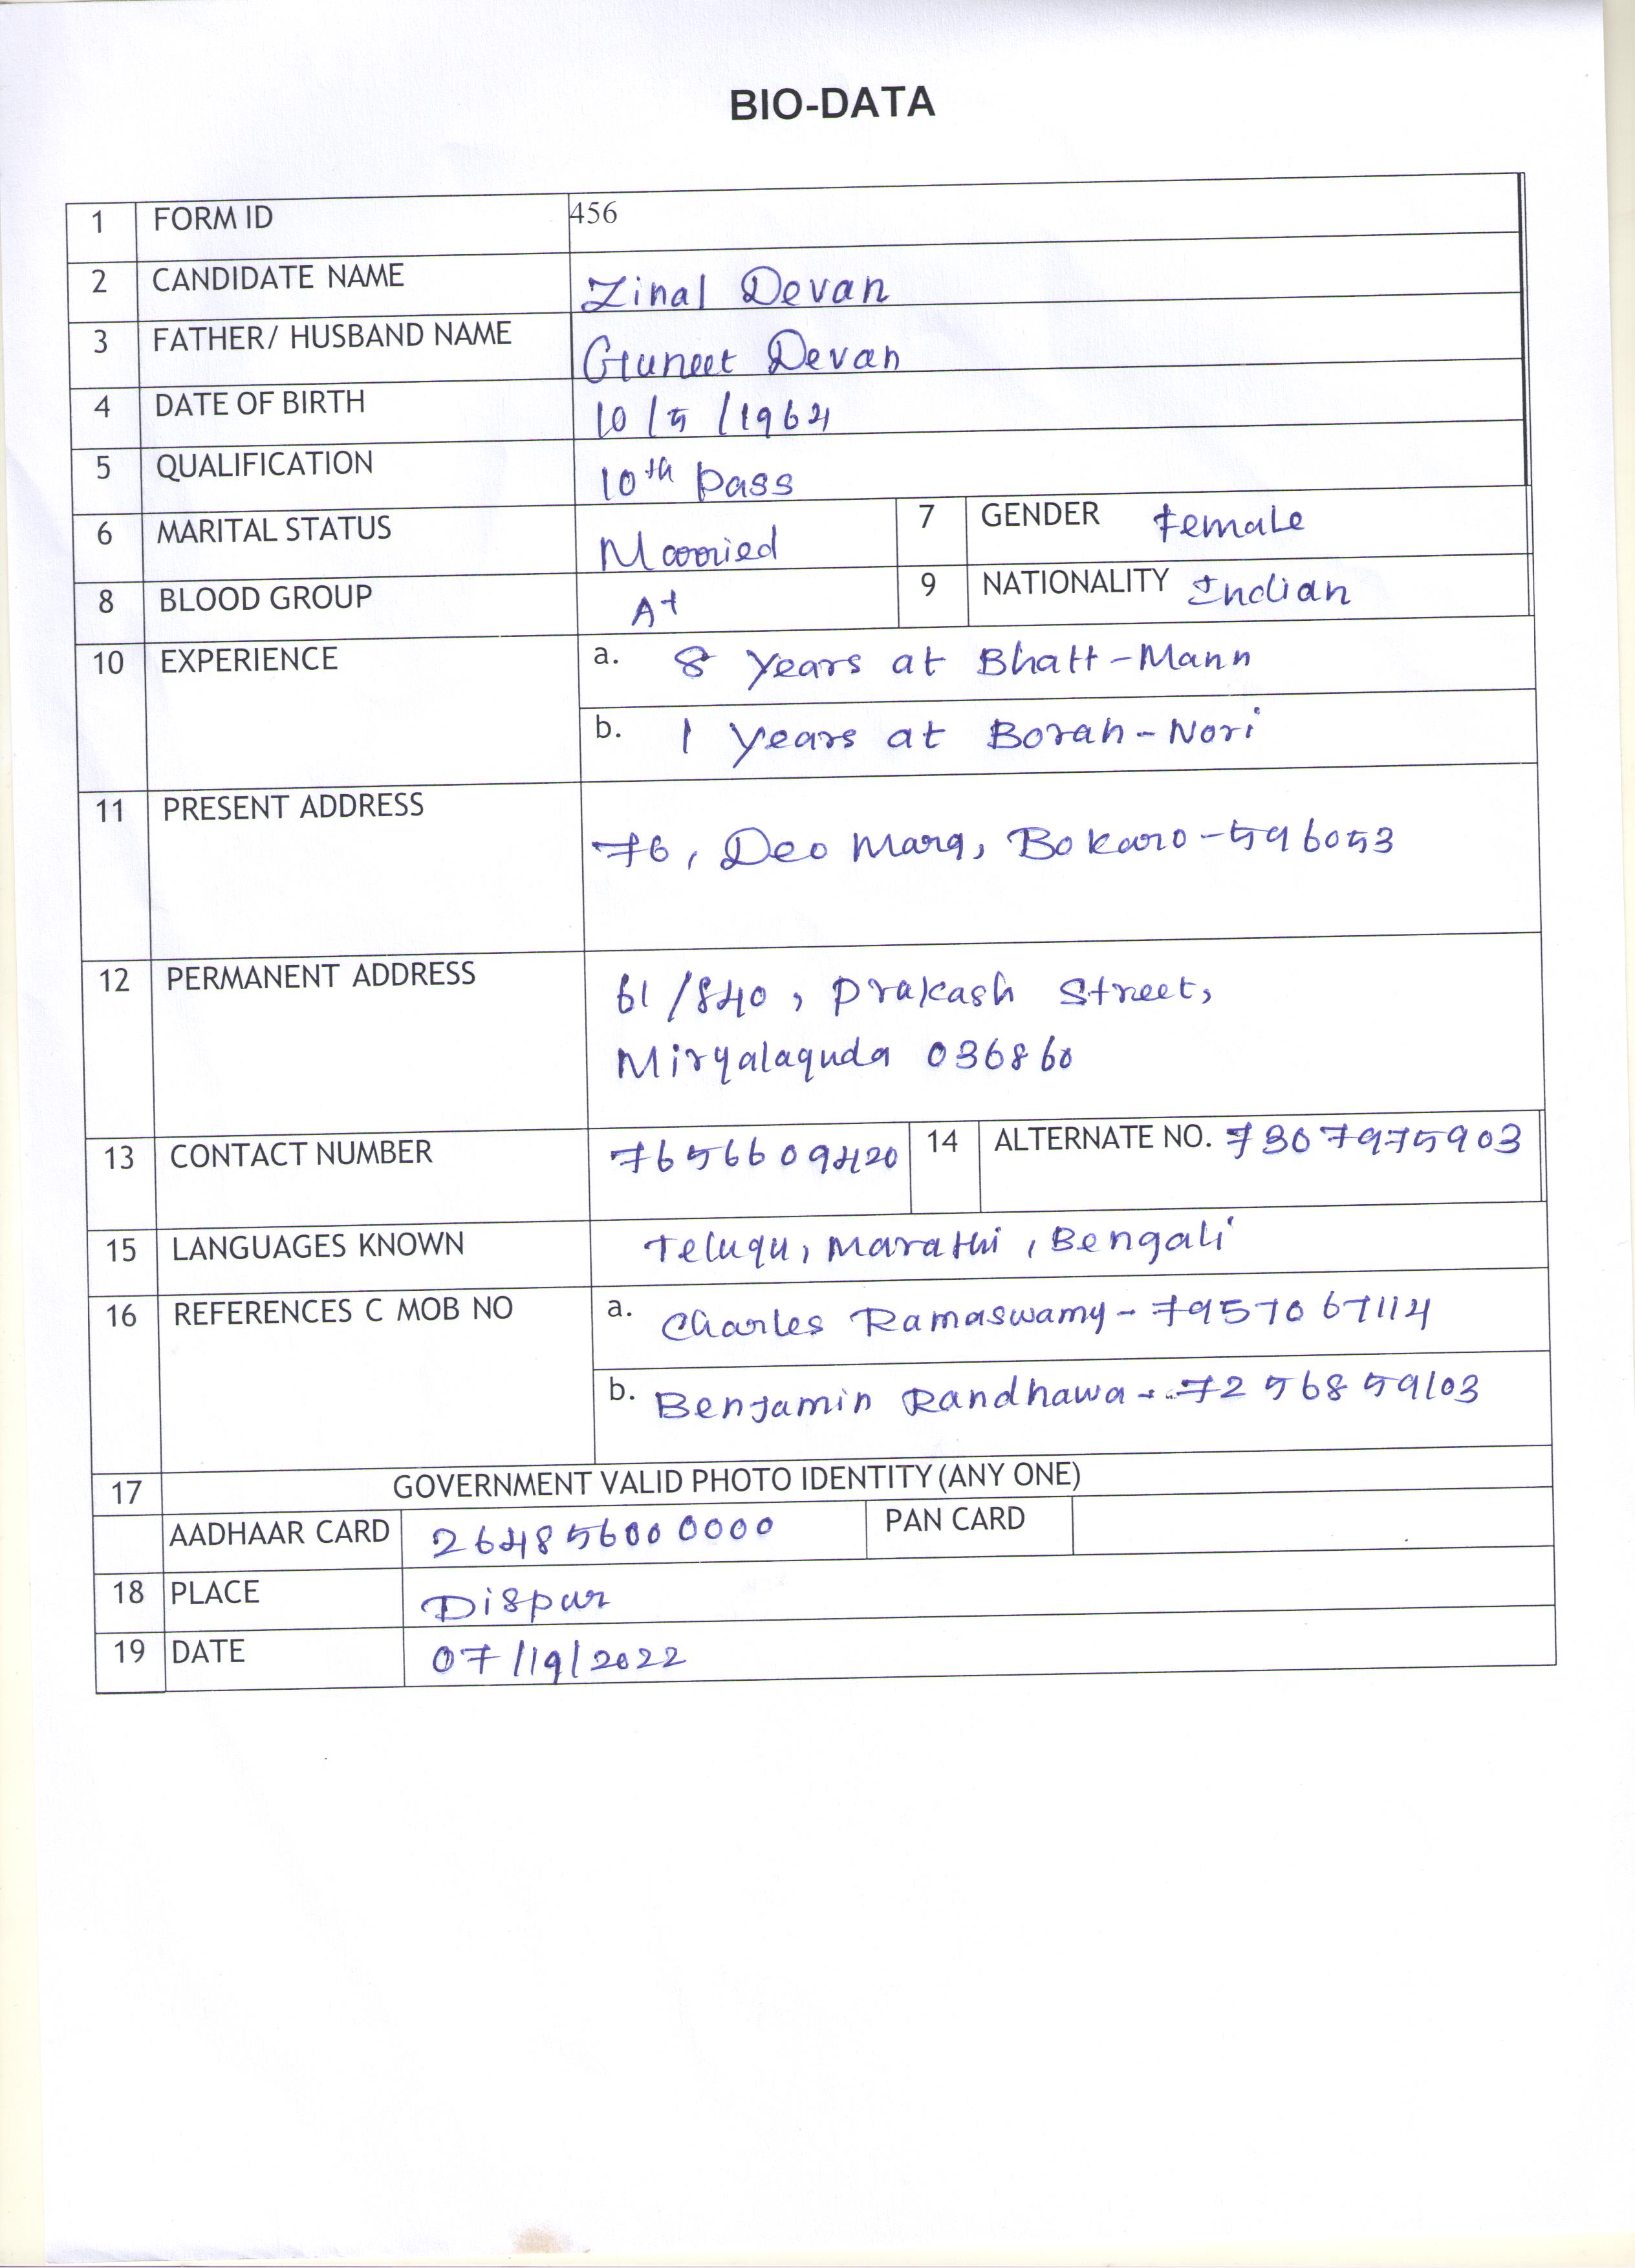 BIO-DATA
1 FORM ID 456
2 CANDIDATE NAME Zinal Devan
3 FATHER/ HUSBAND NAME Guneet Devan
4 DATE OF BIRTH 10/5/1964
5 QUALIFICATION 10th pass
6 MARITAL STATUS Married 7 GENDER Female
8 BLOOD GROUP A+ 9 NATIONALITY Indian
10 EXPERIENCE a. 8 years at Bhatt-Mann
b. 1 years at Borah-Nori
11 PRESENT ADDRESS 76, Deo Marg, Bokaro-596053
12 PERMANENT ADDRESS 61/840, Prakash Street,
Miryalaguda 036860
13 CONTACT NUMBER 7656609420 14 ALTERNATE NO. 7307975903
15 LANGUAGES KNOWN Telugu, Marathi, Bengali
16 REFERENCES C MOB NO a. Charles Ramaswamy - 7957067114
b. Benjamin Randhawa - 7256859103
17 GOVERNMENT VALID PHOTO IDENTITY (ANY ONE)
AADHAAR CARD 264856000000 PAN CARD
18 PLACE Dispur
19 DATE 07/19/2022